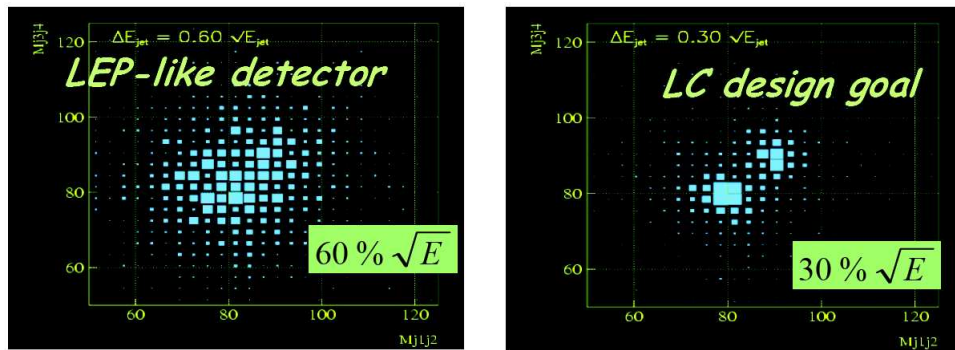 Mj3j4
120
100
80
60
ΔE_jet = 0.60 √E_jet
LEP-like detector
60 % √E
60
80
100
120
Mj1j2
Mj3j4
120
100
80
60
ΔE_jet = 0.30 √E_jet
LC design goal
30 % √E
60
80
100
120
Mj1j2